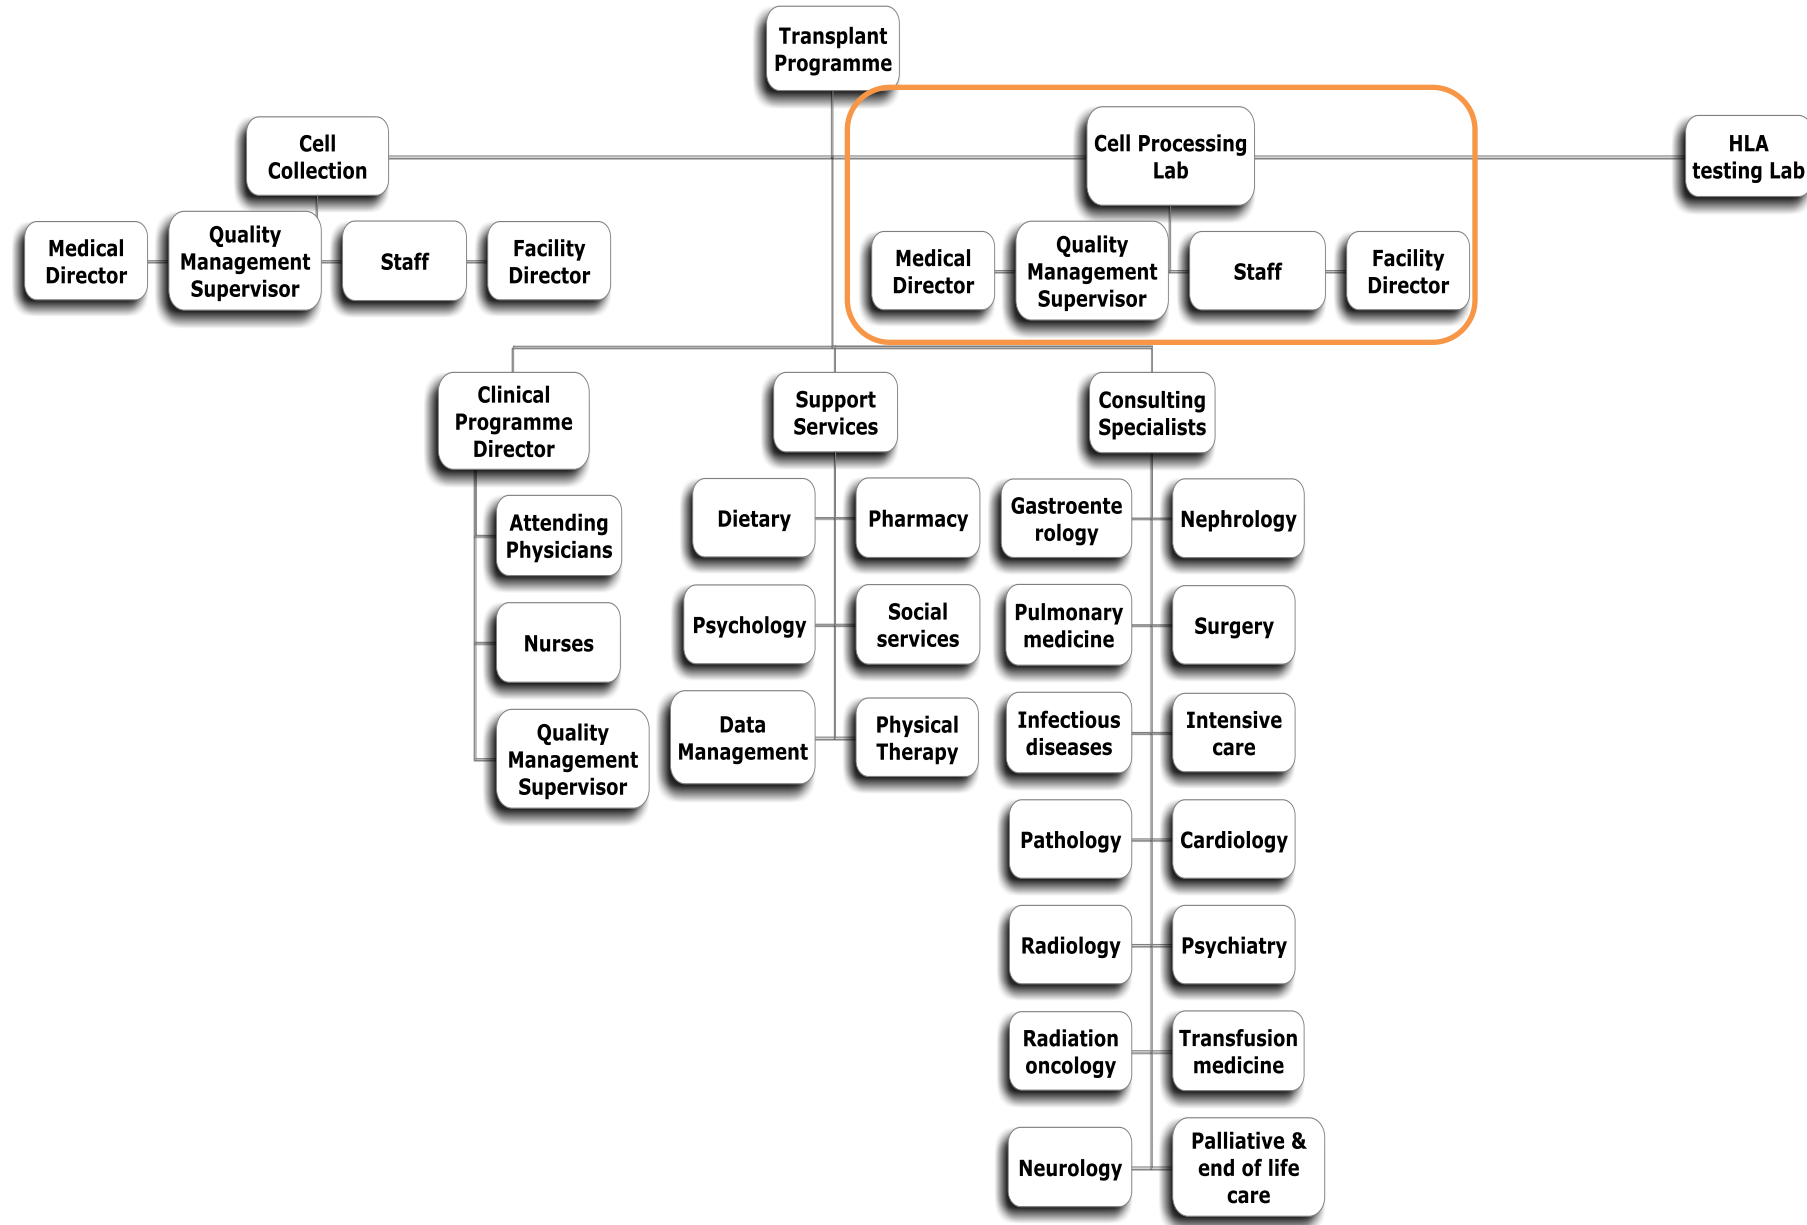 Transplant
Programme
Cell
Collection
Cell Processing
Lab
HLA
testing Lab
Medical
Director
Quality
Management
Supervisor
Staff
Facility
Director
Medical
Director
Quality
Management
Supervisor
Staff
Facility
Director
Clinical
Programme
Director
Support
Services
Consulting
Specialists
Attending
Physicians
Nurses
Quality
Management
Supervisor
Dietary
Pharmacy
Psychology
Social
services
Data
Management
Physical
Therapy
Gastroente
rology
Nephrology
Pulmonary
medicine
Surgery
Infectious
diseases
Intensive
care
Pathology
Cardiology
Radiology
Psychiatry
Radiation
oncology
Transfusion
medicine
Neurology
Palliative &
end of life
care